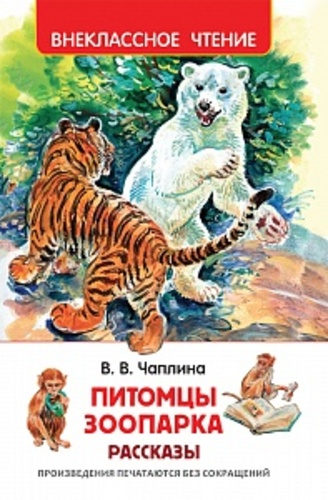 ВНЕКЛАССНОЕ ЧТЕНИЕ
В. В. Чаплина
ПИТОМЦЫ
ЗООПАРКА
РАССКАЗЫ
ПРОИЗВЕДЕНИЯ ПЕЧАТАЮТСЯ БЕЗ СОКРАЩЕНИЙ